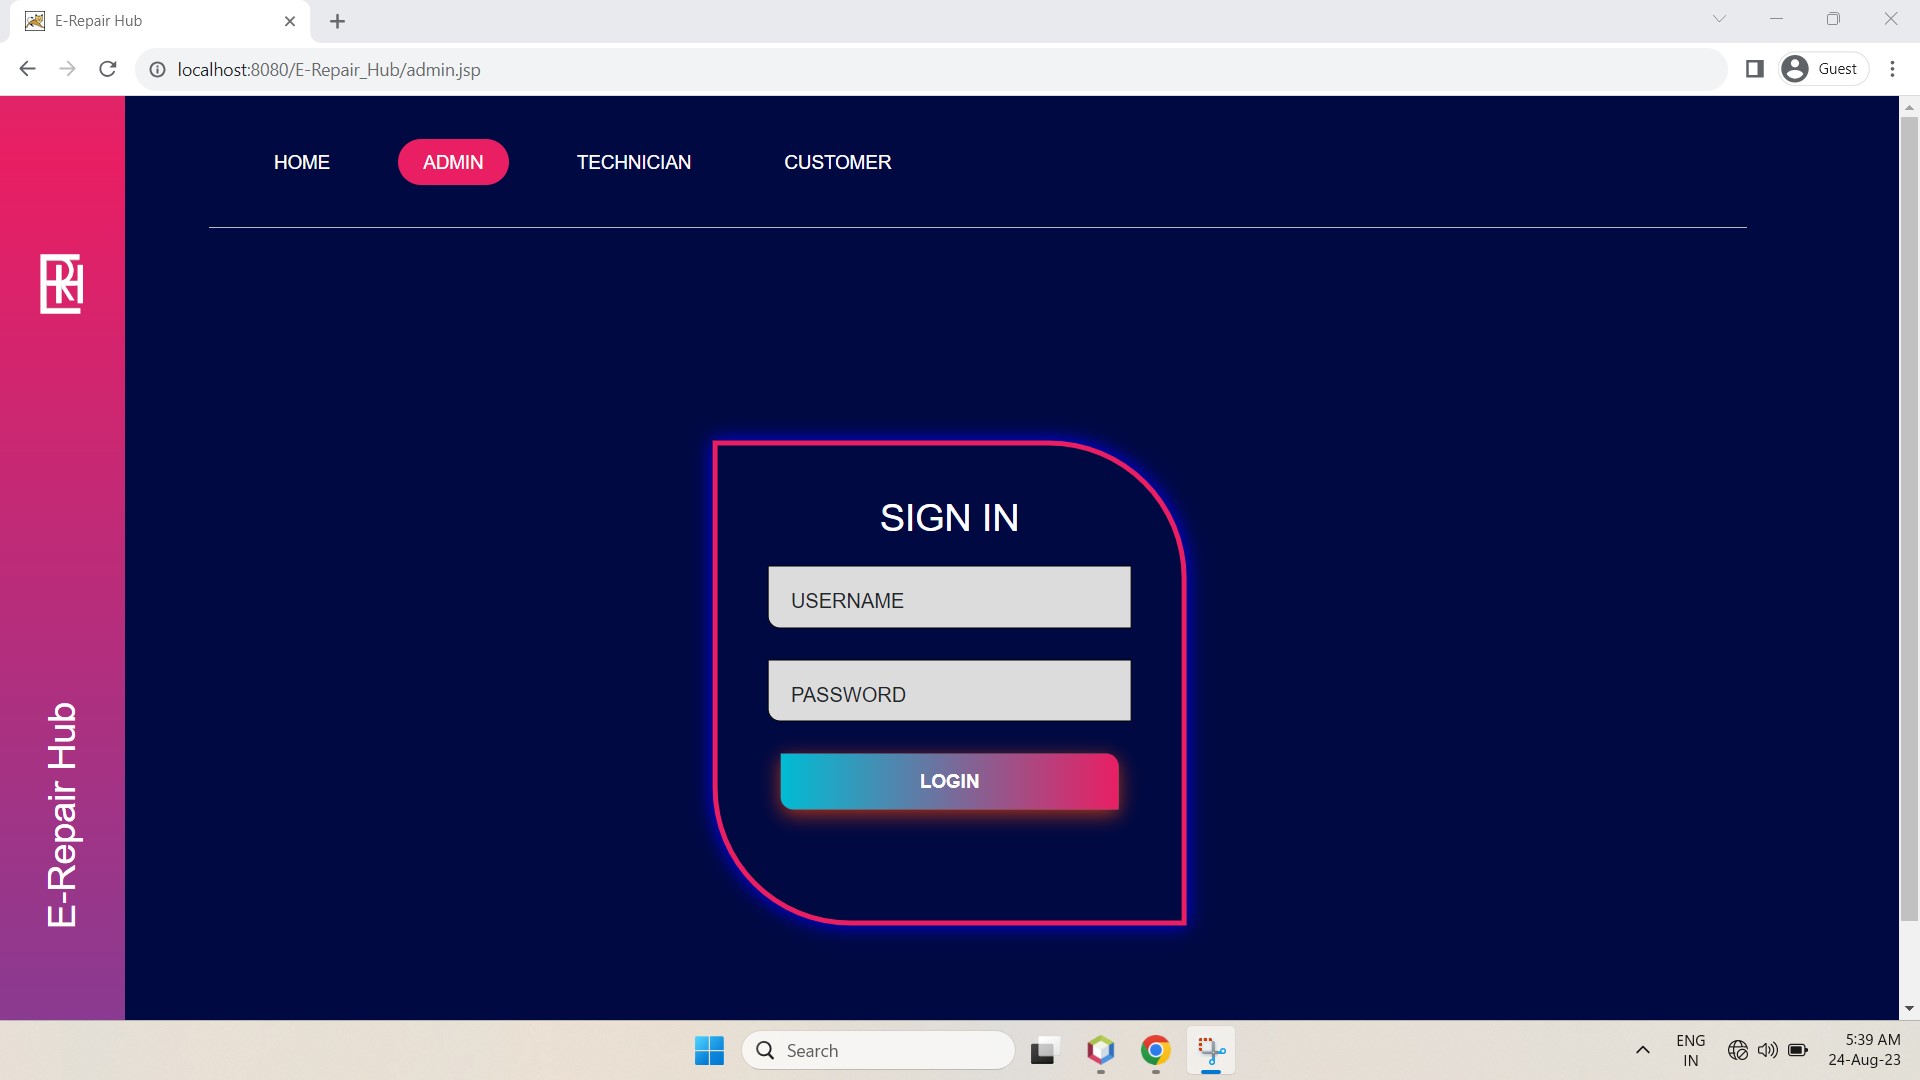 E-Repair Hub
localhost:8080/E-Repair_Hub/admin.jsp
Guest
HOME
ADMIN
TECHNICIAN
CUSTOMER
SIGN IN
USERNAME
PASSWORD
LOGIN
E-Repair Hub
Search
ENG
IN
5:39 AM
24-Aug-23